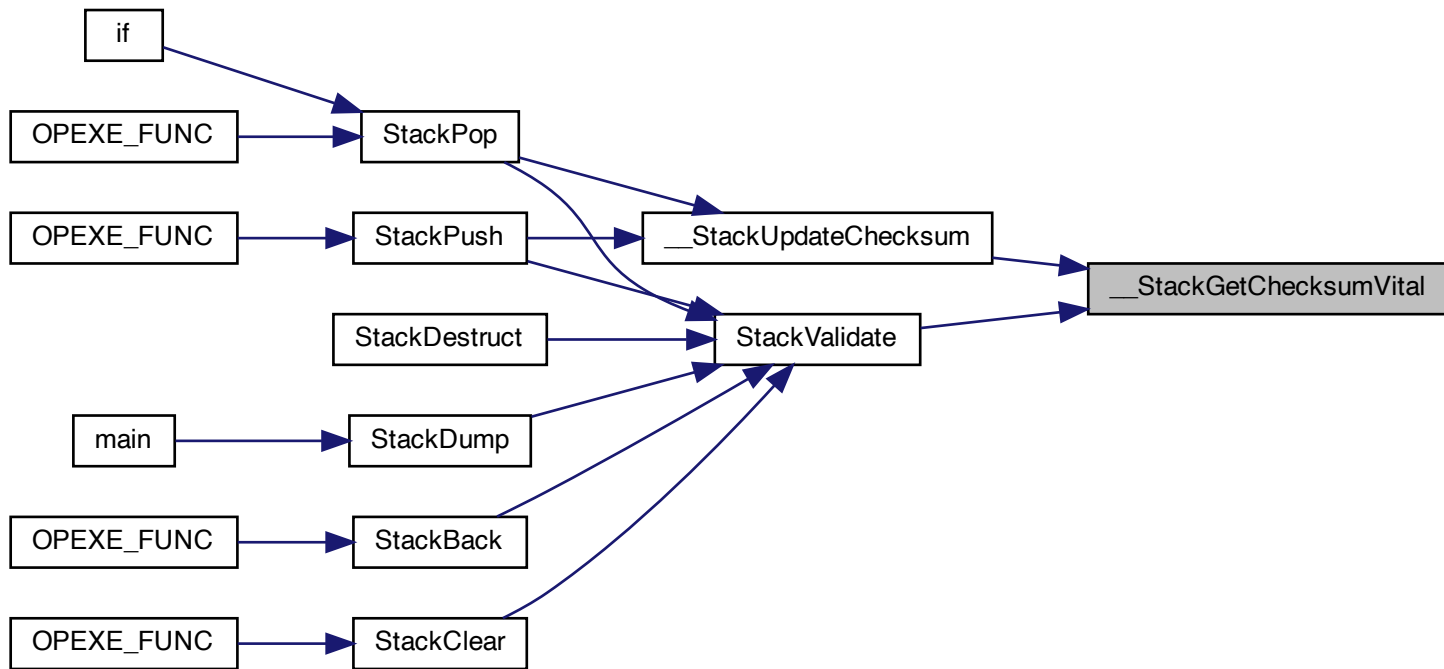 if
OPEXE_FUNC
StackPop
OPEXE_FUNC
StackPush
__StackUpdateChecksum
__StackGetChecksumVital
StackDestruct
StackValidate
main
StackDump
OPEXE_FUNC
StackBack
OPEXE_FUNC
StackClear